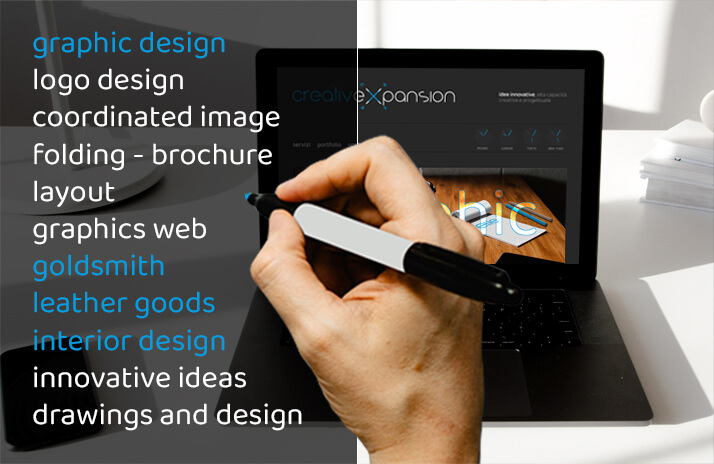 graphic design
logo design
coordinated image
folding - brochure
layout
graphics web
goldsmith
leather goods
interior design
innovative ideas
drawings and design
creativeXpansion
idee innovative, alta capacità
creativa e progettuale
servizi portfolio
hic